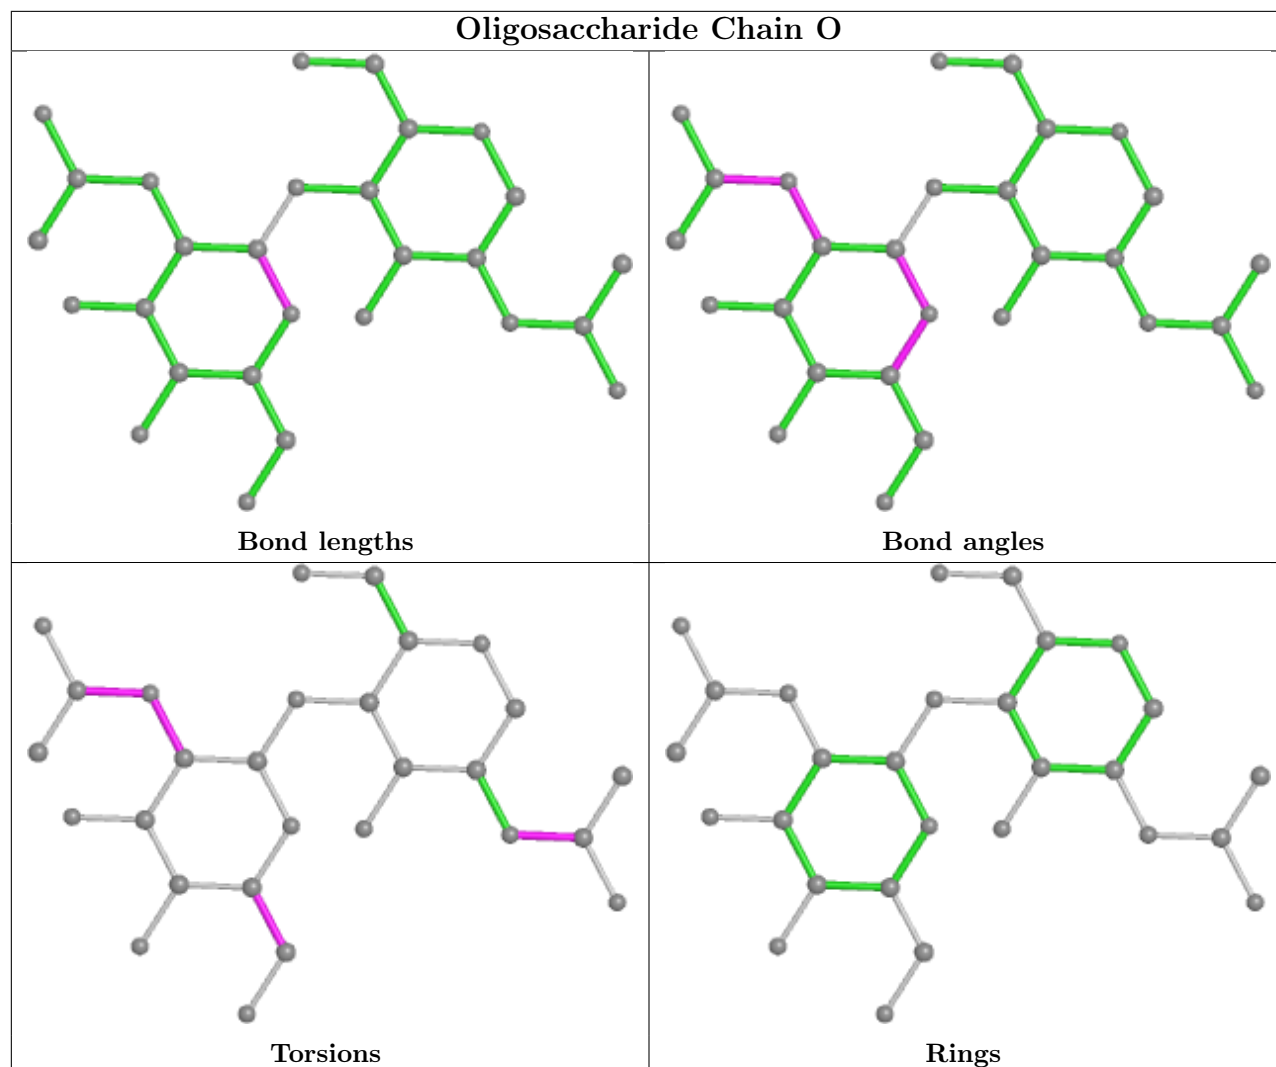 Oligosaccharide Chain O
Bond lengths
Bond angles
Torsions
Rings